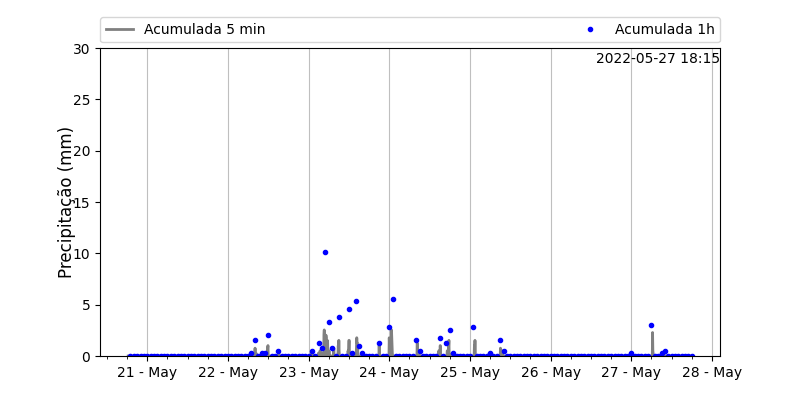 Acumulada 5 min
Acumulada 1h
2022-05-27 18:15
30
25
20
15
10
5
0
Precipitação (mm)
21 - May
22 - May
23 - May
24 - May
25 - May
26 - May
27 - May
28 - May